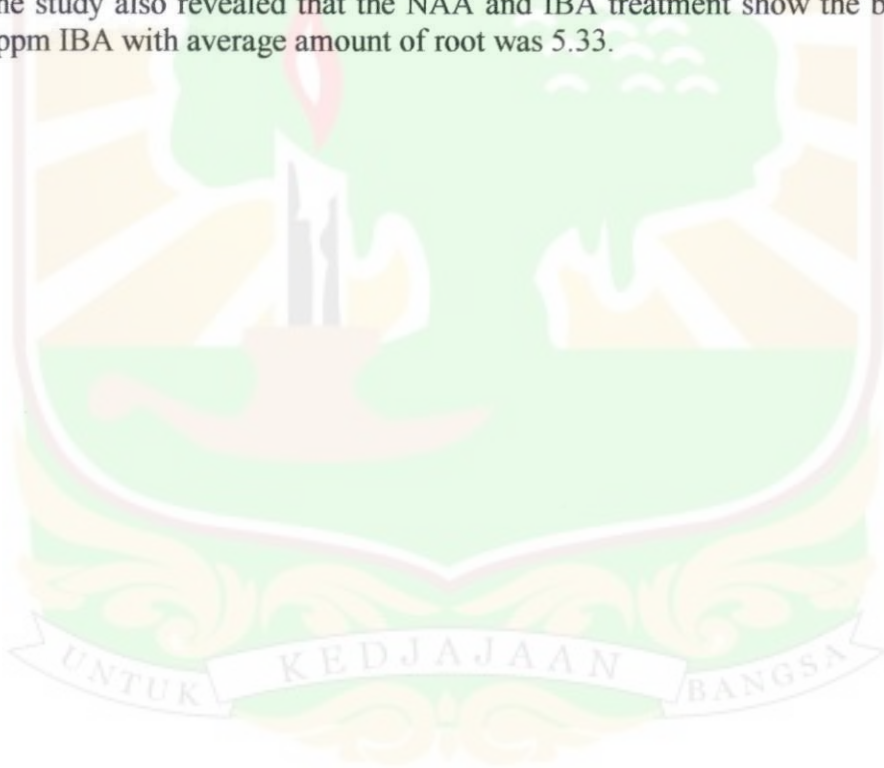 study also revealed that the NAA and IBA treatment show the
ppm IBA with average amount of root was 5.33.
UNTUK KEDJAJAAN BANGSA